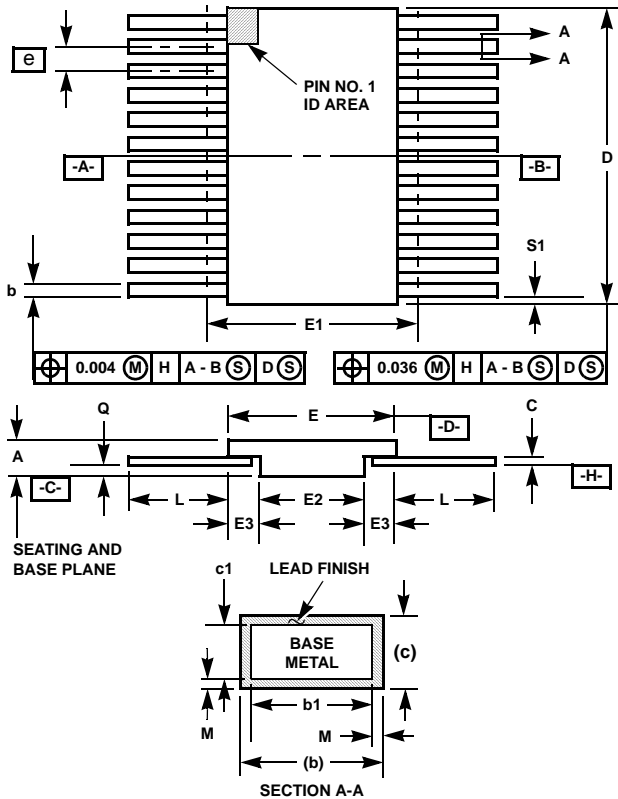 e
PIN NO. 1
ID AREA
A
A
-A-
-B-
D
S1
b
E1
0.004 Ⓜ H A - B Ⓢ D Ⓢ
0.036 Ⓜ H A - B Ⓢ D Ⓢ
Q
E
-D-
C
A
-C-
-H-
L
E2
L
E3
E3
SEATING AND
BASE PLANE
c1
LEAD FINISH
BASE
METAL
(c)
b1
M
M
(b)
SECTION A-A